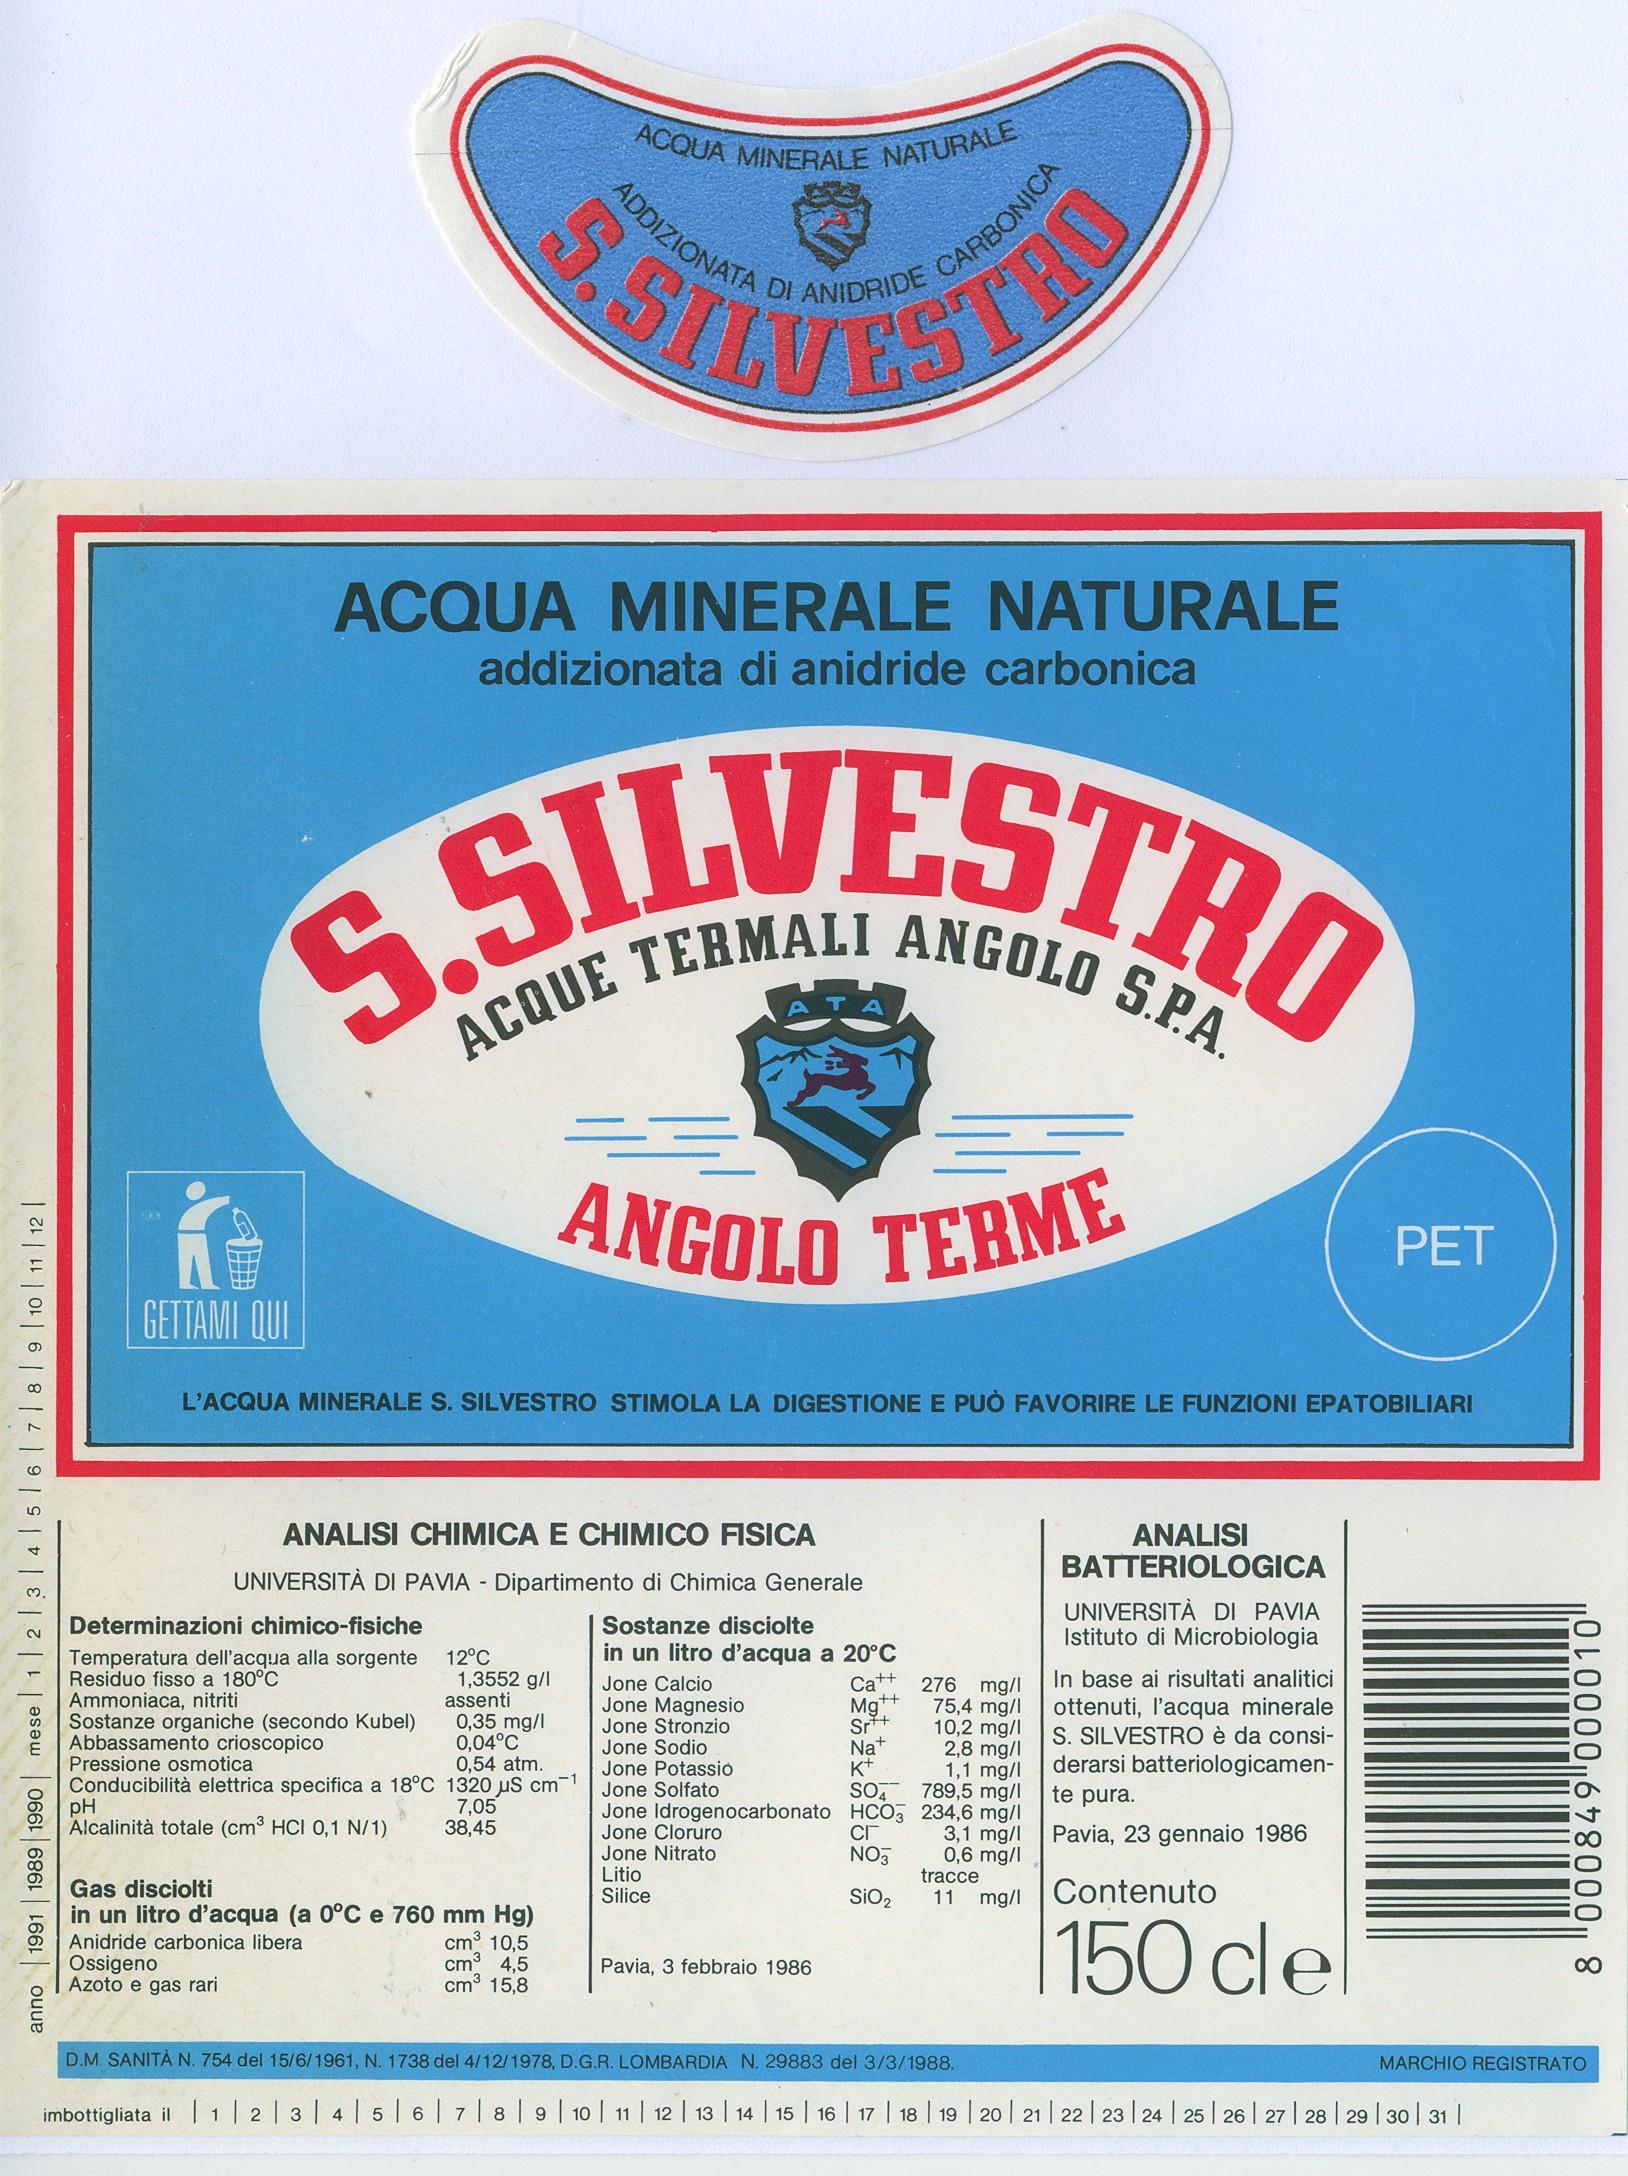 ACQUA MINERALE NATURALE
ADDIZIONATA DI ANIDRIDE CARBONICA
S.SILVESTRO
ACQUA MINERALE NATURALE
addizionata di anidride carbonica
S.SILVESTRO
ACQUE TERMALI ANGOLO S.P.A.
ATA
ANGOLO TERME
GETTAMI QUI
PET
L'ACQUA MINERALE S. SILVESTRO STIMOLA LA DIGESTIONE E PUÒ FAVORIRE LE FUNZIONI EPATOBILIARI
anno | 1991 | 1989 | 1990 | mese | 1 | 2 | 3 | 4 | 5 | 6 | 7 | 8 | 9 | 10 | 11 | 12 |
ANALISI CHIMICA E CHIMICO FISICA
UNIVERSITÀ DI PAVIA - Dipartimento di Chimica Generale
Determinazioni chimico-fisiche
Temperatura dell'acqua alla sorgente 12°C
Residuo fisso a 180°C 1,3552 g/l
Ammoniaca, nitriti assenti
Sostanze organiche (secondo Kubel) 0,35 mg/l
Abbassamento crioscopico 0,04°C
Pressione osmotica 0,54 atm.
Conducibilità elettrica specifica a 18°C 1320 µS cm⁻¹
pH 7,05
Alcalinità totale (cm³ HCl 0,1 N/1) 38,45
Gas disciolti
in un litro d'acqua (a 0°C e 760 mm Hg)
Anidride carbonica libera cm³ 10,5
Ossigeno cm³ 4,5
Azoto e gas rari cm³ 15,8
Sostanze disciolte
in un litro d'acqua a 20°C
Jone Calcio Ca⁺⁺ 276 mg/l
Jone Magnesio Mg⁺⁺ 75,4 mg/l
Jone Stronzio Sr⁺⁺ 10,2 mg/l
Jone Sodio Na⁺ 2,8 mg/l
Jone Potassio K⁺ 1,1 mg/l
Jone Solfato SO₄⁻⁻ 789,5 mg/l
Jone Idrogenocarbonato HCO₃⁻ 234,6 mg/l
Jone Cloruro Cl⁻ 3,1 mg/l
Jone Nitrato NO₃⁻ 0,6 mg/l
Litio tracce
Silice SiO₂ 11 mg/l
Pavia, 3 febbraio 1986
ANALISI
BATTERIOLOGICA
UNIVERSITÀ DI PAVIA
Istituto di Microbiologia
In base ai risultati analitici
ottenuti, l'acqua minerale
S. SILVESTRO è da consi-
derarsi batteriologicamen-
te pura.
Pavia, 23 gennaio 1986
Contenuto
150 cl e
8 000849 000010
D.M. SANITÀ N. 754 del 15/6/1961, N. 1738 del 4/12/1978, D.G.R. LOMBARDIA N. 29883 del 3/3/1988.
MARCHIO REGISTRATO
imbottigliata il | 1 | 2 | 3 | 4 | 5 | 6 | 7 | 8 | 9 | 10 | 11 | 12 | 13 | 14 | 15 | 16 | 17 | 18 | 19 | 20 | 21 | 22 | 23 | 24 | 25 | 26 | 27 | 28 | 29 | 30 | 31 |